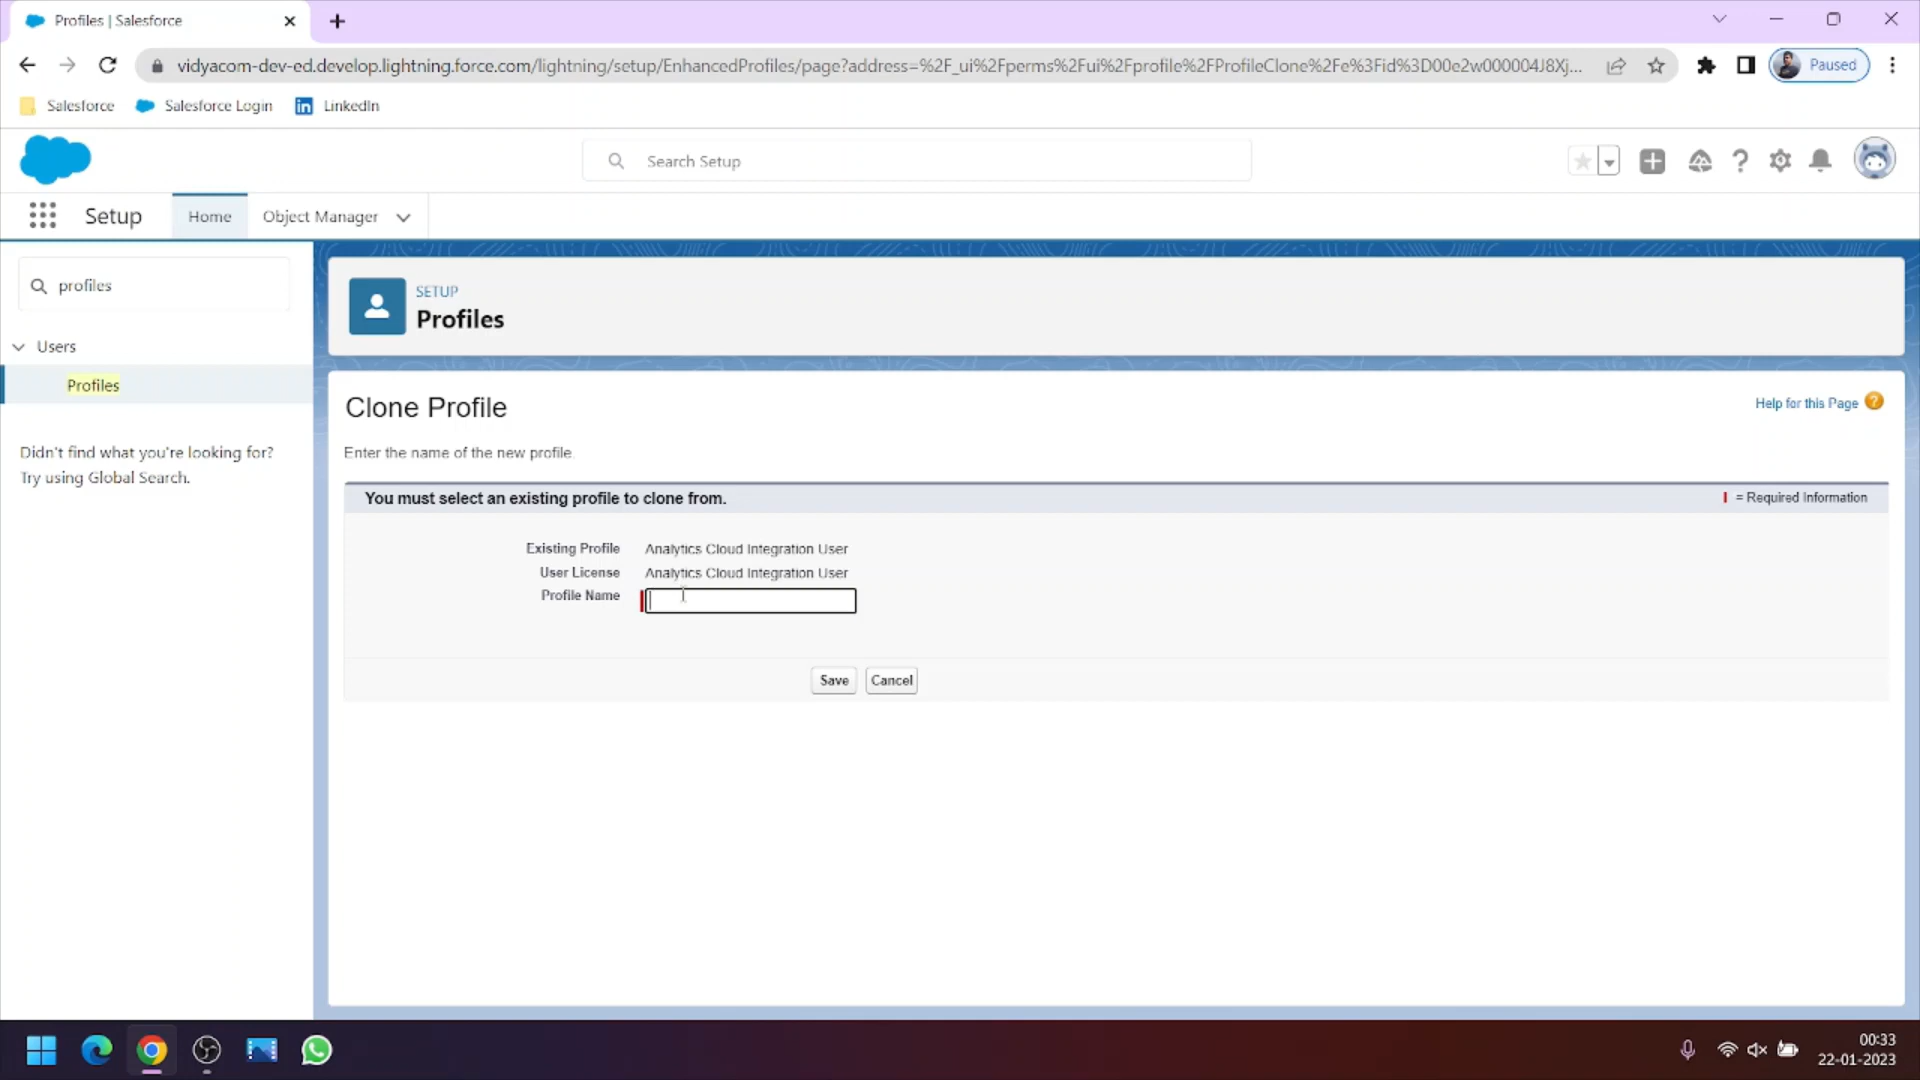 Profiles | Salesforce
vidyacom-dev-ed.develop.lightning.force.com/lightning/setup/EnhancedProfiles/page?address=%2F_ui%2Fperms%2Fui%2Fprofile%2FProfileClone%2Fe%3Fid%3D00e2w000004J8Xj...
Paused
Salesforce
Salesforce Login
LinkedIn
Search Setup
Setup
Home
Object Manager
profiles
Users
Profiles
Didn't find what you're looking for?
Try using Global Search.
SETUP
Profiles
Clone Profile
Help for this Page
Enter the name of the new profile.
You must select an existing profile to clone from.
= Required Information
Existing Profile Analytics Cloud Integration User
User License Analytics Cloud Integration User
Profile Name
Save Cancel
00:33
22-01-2023